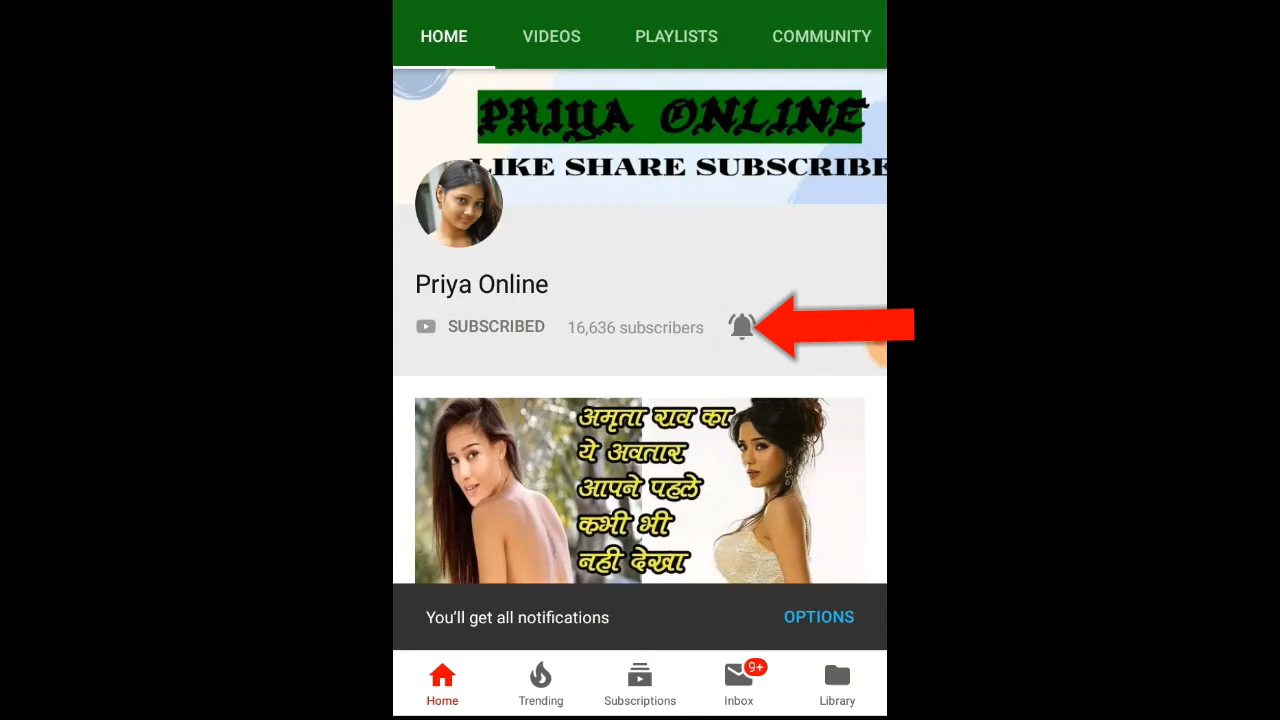 HOME VIDEOS PLAYLISTS COMMUNITY
PRIYA ONLINE
LIKE SHARE SUBSCRIBE
Priya Online
SUBSCRIBED 16,636 subscribers
अमृता राव का
ये अवतार
आपने पहले
कभी भी
नही देखा
You'll get all notifications OPTIONS
9+
Home Trending Subscriptions Inbox Library